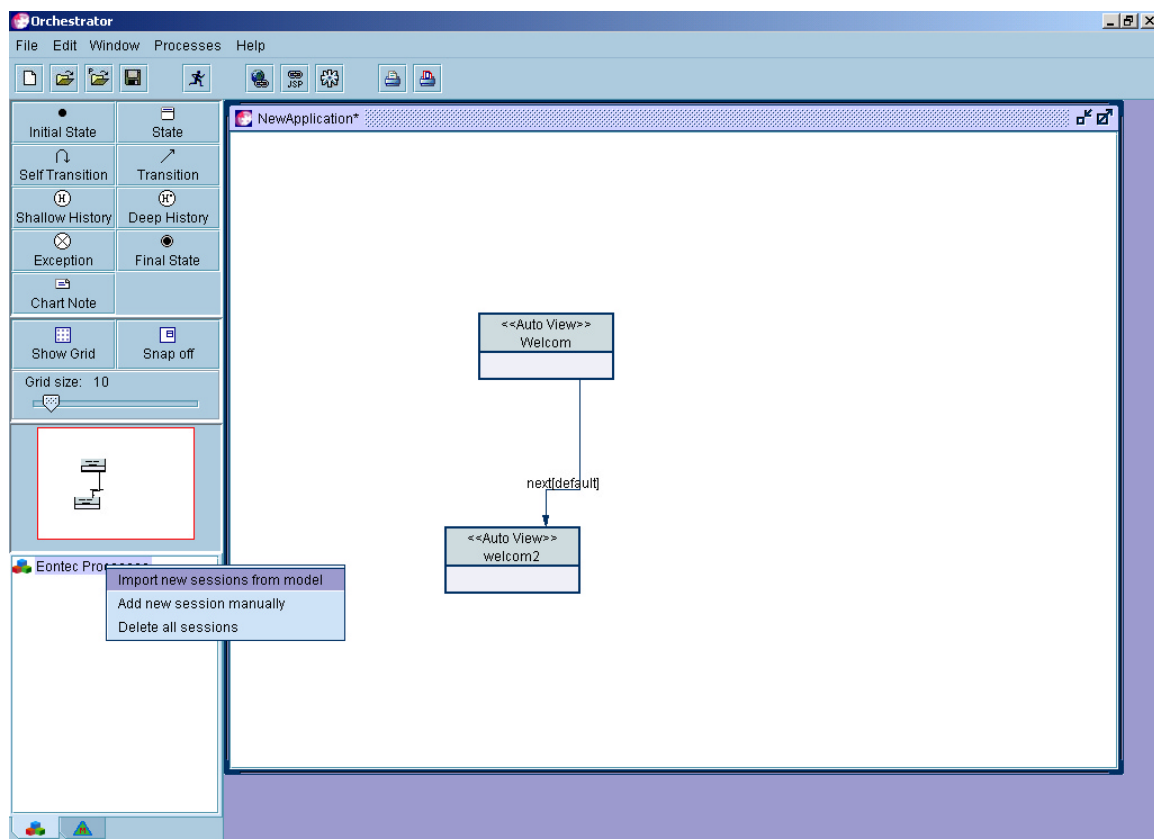 Orchestrator
File Edit Window Processes Help
JSP
Initial State
State
Self Transition
Transition
H
Shallow History
H*
Deep History
Exception
Final State
Chart Note
Show Grid
Snap off
Grid size: 10
NewApplication*
<<Auto View>>
Welcom
next[default]
<<Auto View>>
welcom2
Eontec
Import new sessions from model
Add new session manually
Delete all sessions